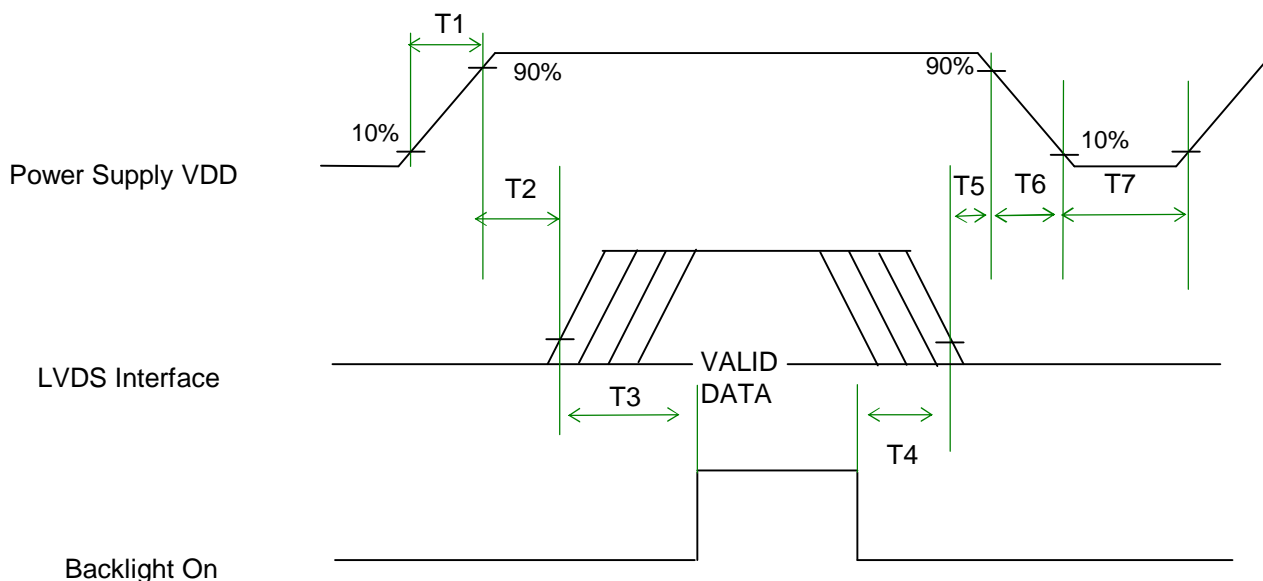 T1
90%
90%
10%
10%
Power Supply VDD
T2
T5
T6
T7
VALID
DATA
LVDS Interface
T3
T4
Backlight On